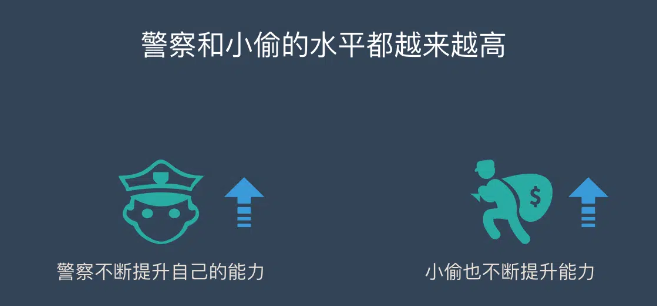 警察和小偷的水平都越来越高
$
警察不断提升自己的能力
小偷也不断提升能力